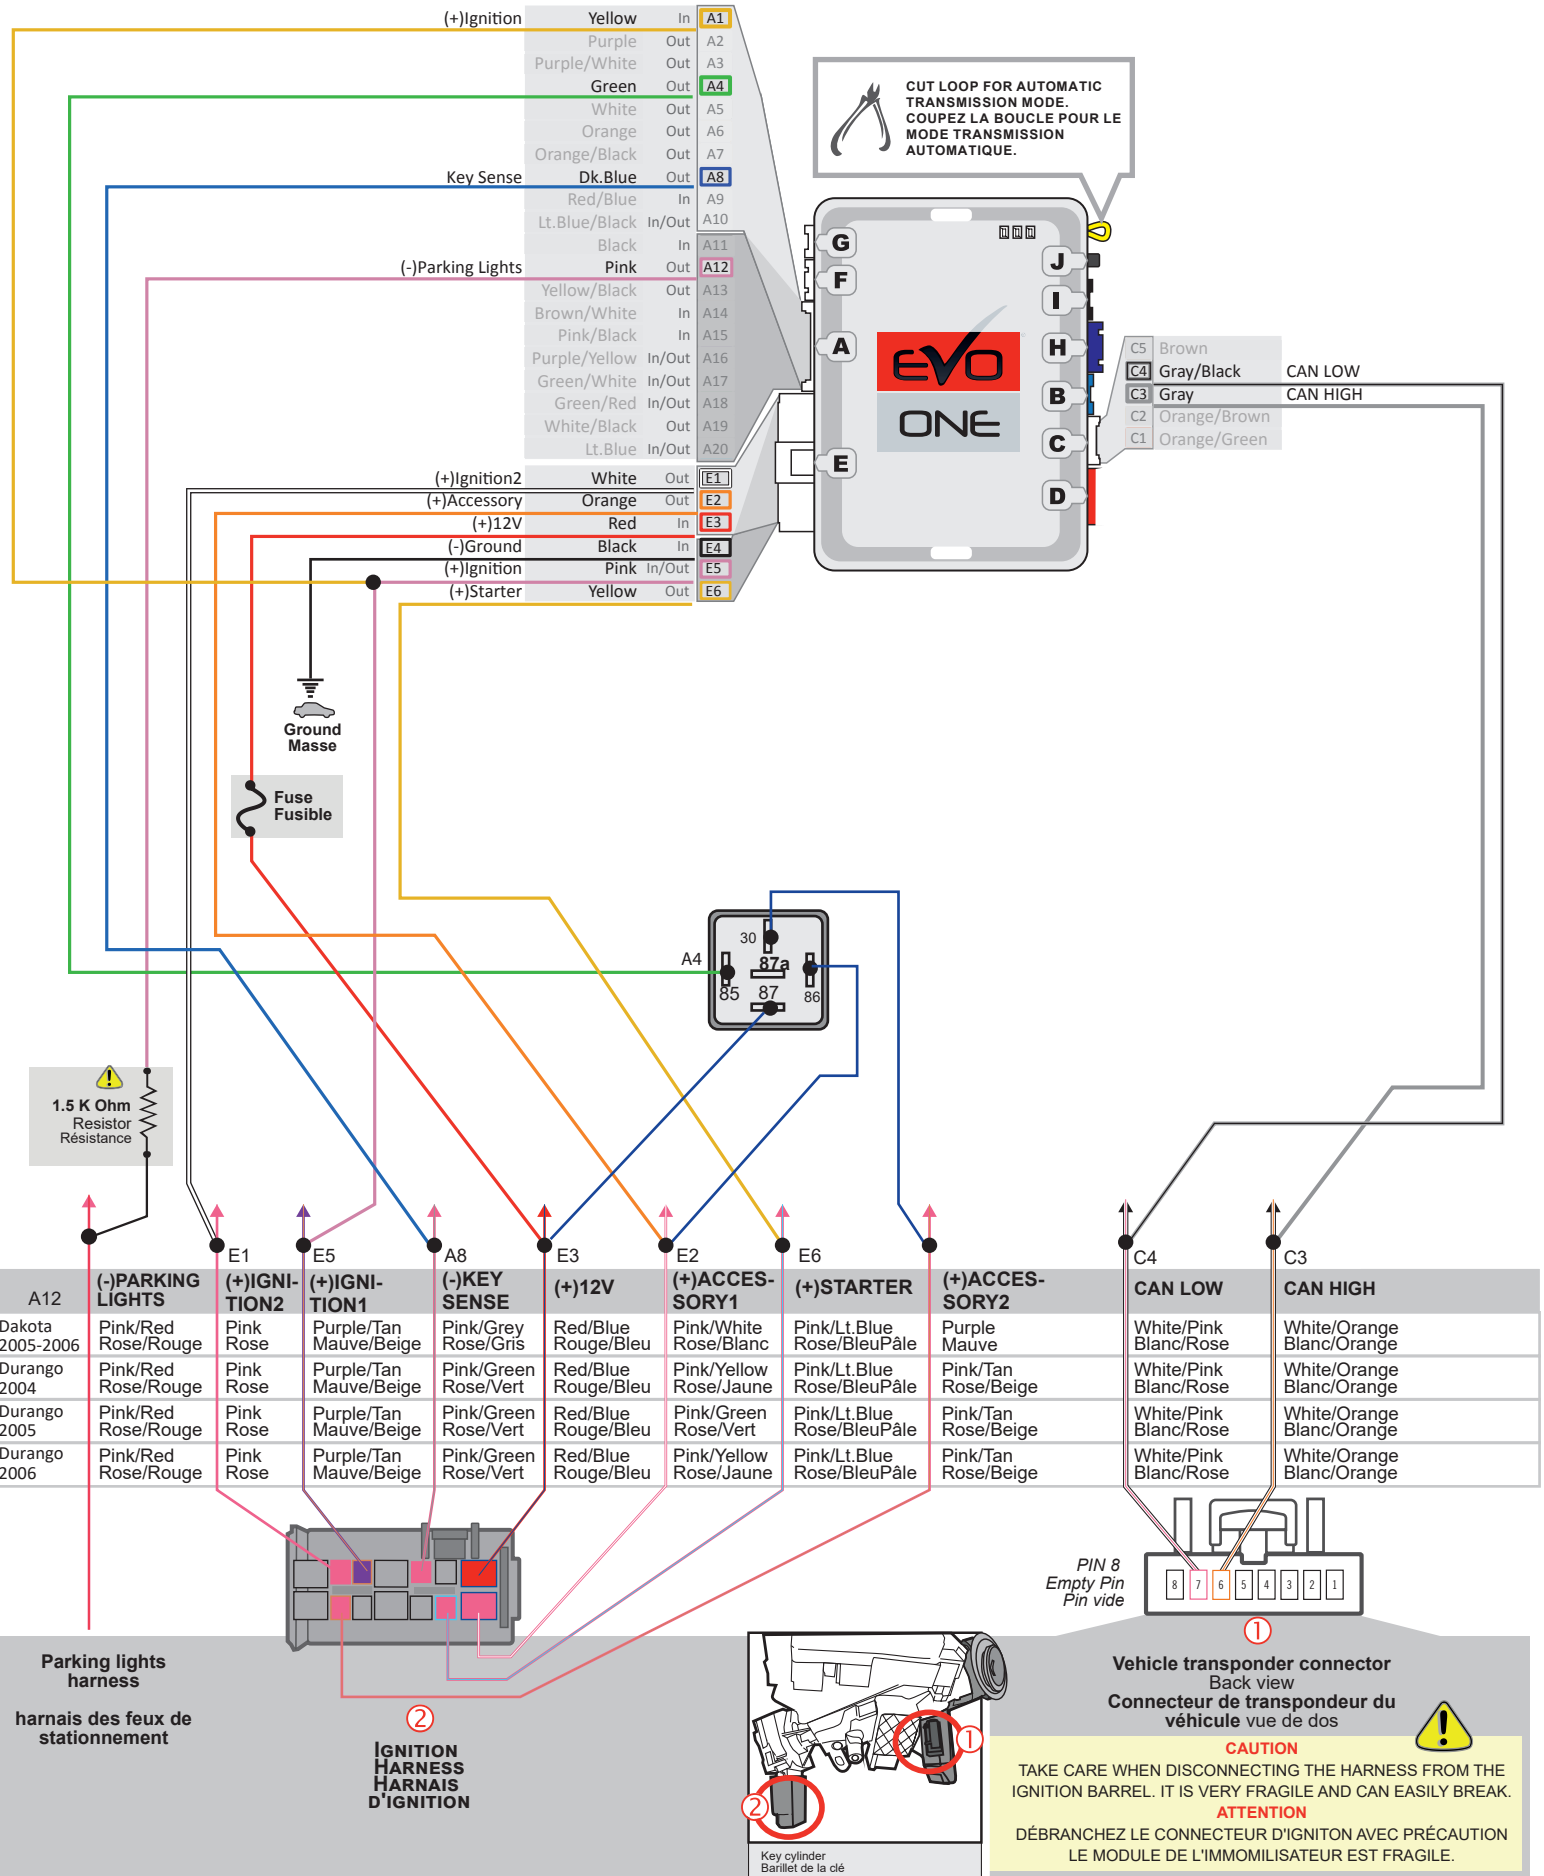 (+)Ignition Yellow In A1
Purple Out A2
Purple/White Out A3
Green Out A4
White Out A5
Orange Out A6
Orange/Black Out A7
Key Sense Dk.Blue Out A8
Red/Blue In A9
Lt.Blue/Black In/Out A10
Black In A11
(-)Parking Lights Pink Out A12
Yellow/Black Out A13
Brown/White In A14
Pink/Black In A15
Purple/Yellow In/Out A16
Green/White In/Out A17
Green/Red In/Out A18
White/Black Out A19
Lt.Blue In/Out A20
(+)Ignition2 White Out E1
(+)Accessory Orange Out E2
(+)12V Red In E3
(-)Ground Black In E4
(+)Ignition Pink In/Out E5
(+)Starter Yellow Out E6
CUT LOOP FOR AUTOMATIC
TRANSMISSION MODE.
COUPEZ LA BOUCLE POUR LE
MODE TRANSMISSION
AUTOMATIQUE.
G
F
A
E
J
I
H
B
C
D
EVO
ONE
C5 Brown
C4 Gray/Black CAN LOW
C3 Gray CAN HIGH
C2 Orange/Brown
C1 Orange/Green
Ground
Masse
Fuse
Fusible
A4
30
87a
85
87
86
1.5 K Ohm
Resistor
Résistance
E1 E5 A8 E3 E2 E6 C4 C3
A12
(-)PARKING
LIGHTS
(+)IGNI-
TION2
(+)IGNI-
TION1
(-)KEY
SENSE
(+)12V
(+)ACCES-
SORY1
(+)STARTER
(+)ACCES-
SORY2
CAN LOW
CAN HIGH
Dakota Pink/Red Pink Purple/Tan Pink/Grey Red/Blue Pink/White Pink/Lt.Blue Purple White/Pink White/Orange
2005-2006 Rose/Rouge Rose Mauve/Beige Rose/Gris Rouge/Bleu Rose/Blanc Rose/BleuPâle Mauve Blanc/Rose Blanc/Orange
Durango Pink/Red Pink Purple/Tan Pink/Green Red/Blue Pink/Yellow Pink/Lt.Blue Pink/Tan White/Pink White/Orange
2004 Rose/Rouge Rose Mauve/Beige Rose/Vert Rouge/Bleu Rose/Jaune Rose/BleuPâle Rose/Beige Blanc/Rose Blanc/Orange
Durango Pink/Red Pink Purple/Tan Pink/Green Red/Blue Pink/Green Pink/Lt.Blue Pink/Tan White/Pink White/Orange
2005 Rose/Rouge Rose Mauve/Beige Rose/Vert Rouge/Bleu Rose/Vert Rose/BleuPâle Rose/Beige Blanc/Rose Blanc/Orange
Durango Pink/Red Pink Purple/Tan Pink/Green Red/Blue Pink/Yellow Pink/Lt.Blue Pink/Tan White/Pink White/Orange
2006 Rose/Rouge Rose Mauve/Beige Rose/Vert Rouge/Bleu Rose/Jaune Rose/BleuPâle Rose/Beige Blanc/Rose Blanc/Orange
PIN 8
Empty Pin
Pin vide
8 7 6 5 4 3 2 1
1
Parking lights
harness
harnais des feux de
stationnement
2
IGNITION
HARNESS
HARNAIS
D'IGNITION
1
2
Key cylinder
Barillet de la clé
Vehicle transponder connector
Back view
Connecteur de transpondeur du
véhicule vue de dos
CAUTION
TAKE CARE WHEN DISCONNECTING THE HARNESS FROM THE
IGNITION BARREL. IT IS VERY FRAGILE AND CAN EASILY BREAK.
ATTENTION
DÉBRANCHEZ LE CONNECTEUR D'IGNITON AVEC PRÉCAUTION
LE MODULE DE L'IMMOMILISATEUR EST FRAGILE.